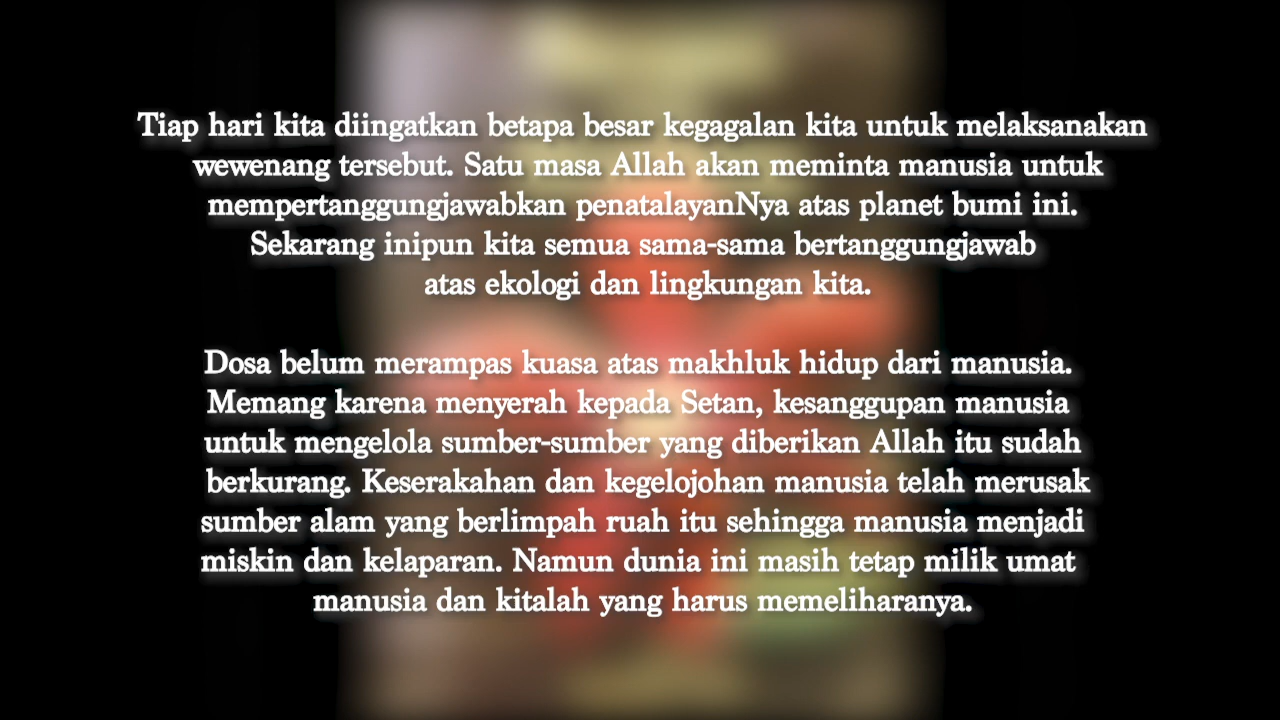 Tiap hari kita diingatkan betapa besar kegagalan kita untuk melaksanakan
wewenang tersebut. Satu masa Allah akan meminta manusia untuk
mempertanggungjawabkan penatalayanNya atas planet bumi ini.
Sekarang inipun kita semua sama-sama bertanggungjawab
atas ekologi dan lingkungan kita.
Dosa belum merampas kuasa atas makhluk hidup dari manusia.
Memang karena menyerah kepada Setan, kesanggupan manusia
untuk mengelola sumber-sumber yang diberikan Allah itu sudah
berkurang. Keserakahan dan kegelojohan manusia telah merusak
sumber alam yang berlimpah ruah itu sehingga manusia menjadi
miskin dan kelaparan. Namun dunia ini masih tetap milik umat
manusia dan kitalah yang harus memeliharanya.